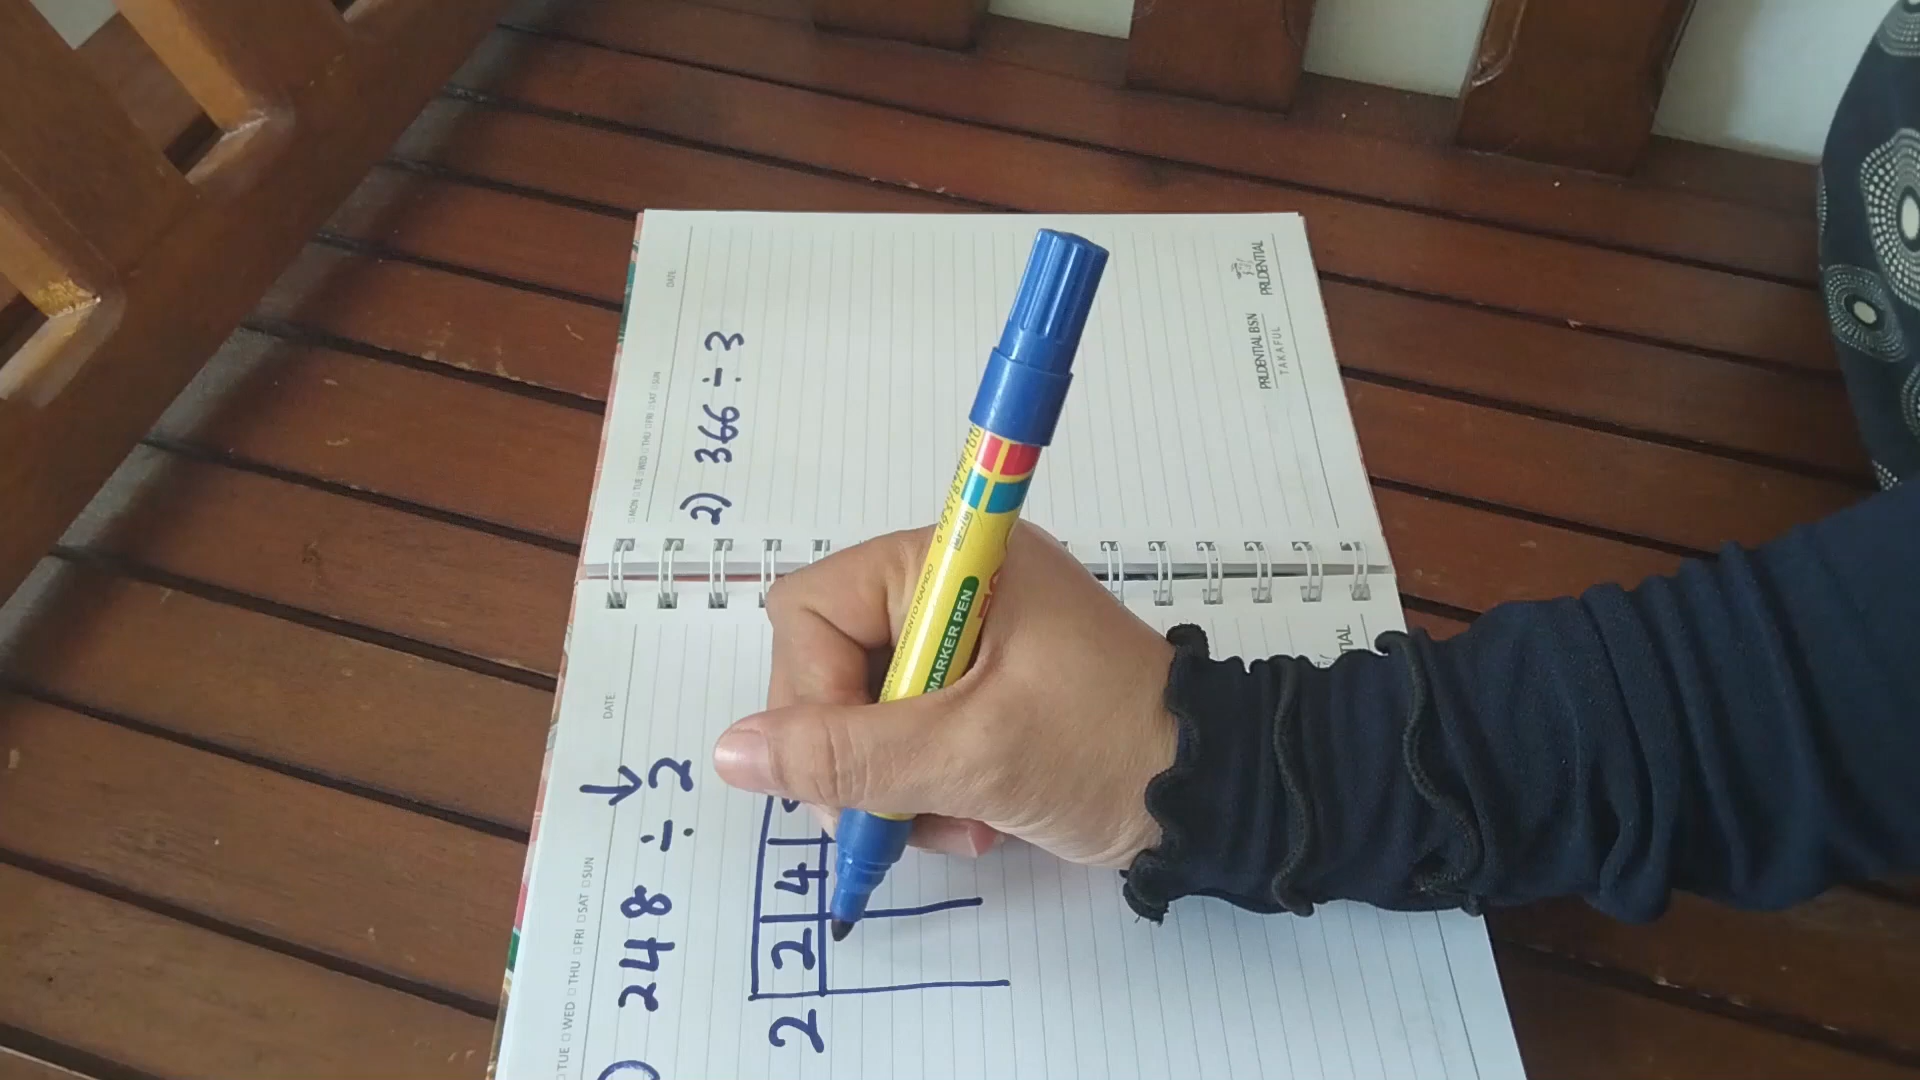 DATE:
□TUE □WED □THU □FRI □SAT □SUN
248 ÷ 2
2 2 4
DATE:
□MON □TUE □WED □THU □FRI □SAT □SUN
2) 366 ÷ 3
PRUDENTIAL BSN
TAKAFUL
PRUDENTIAL
MARKER PEN